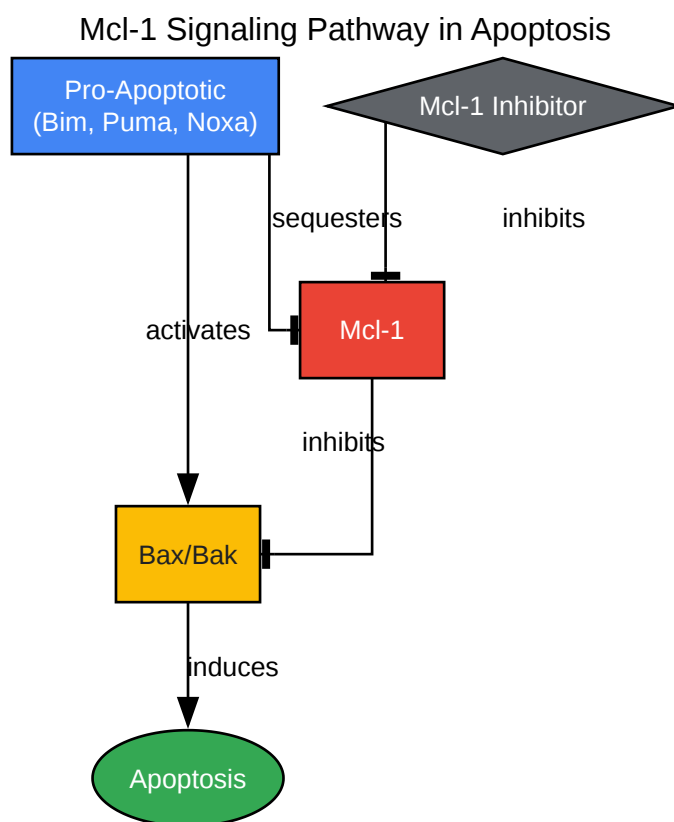 Mcl-1 Signaling Pathway in Apoptosis
Pro-Apoptotic
(Bim, Puma, Noxa)
Mcl-1 Inhibitor
sequesters
inhibits
activates
Mcl-1
inhibits
Bax/Bak
induces
Apoptosis